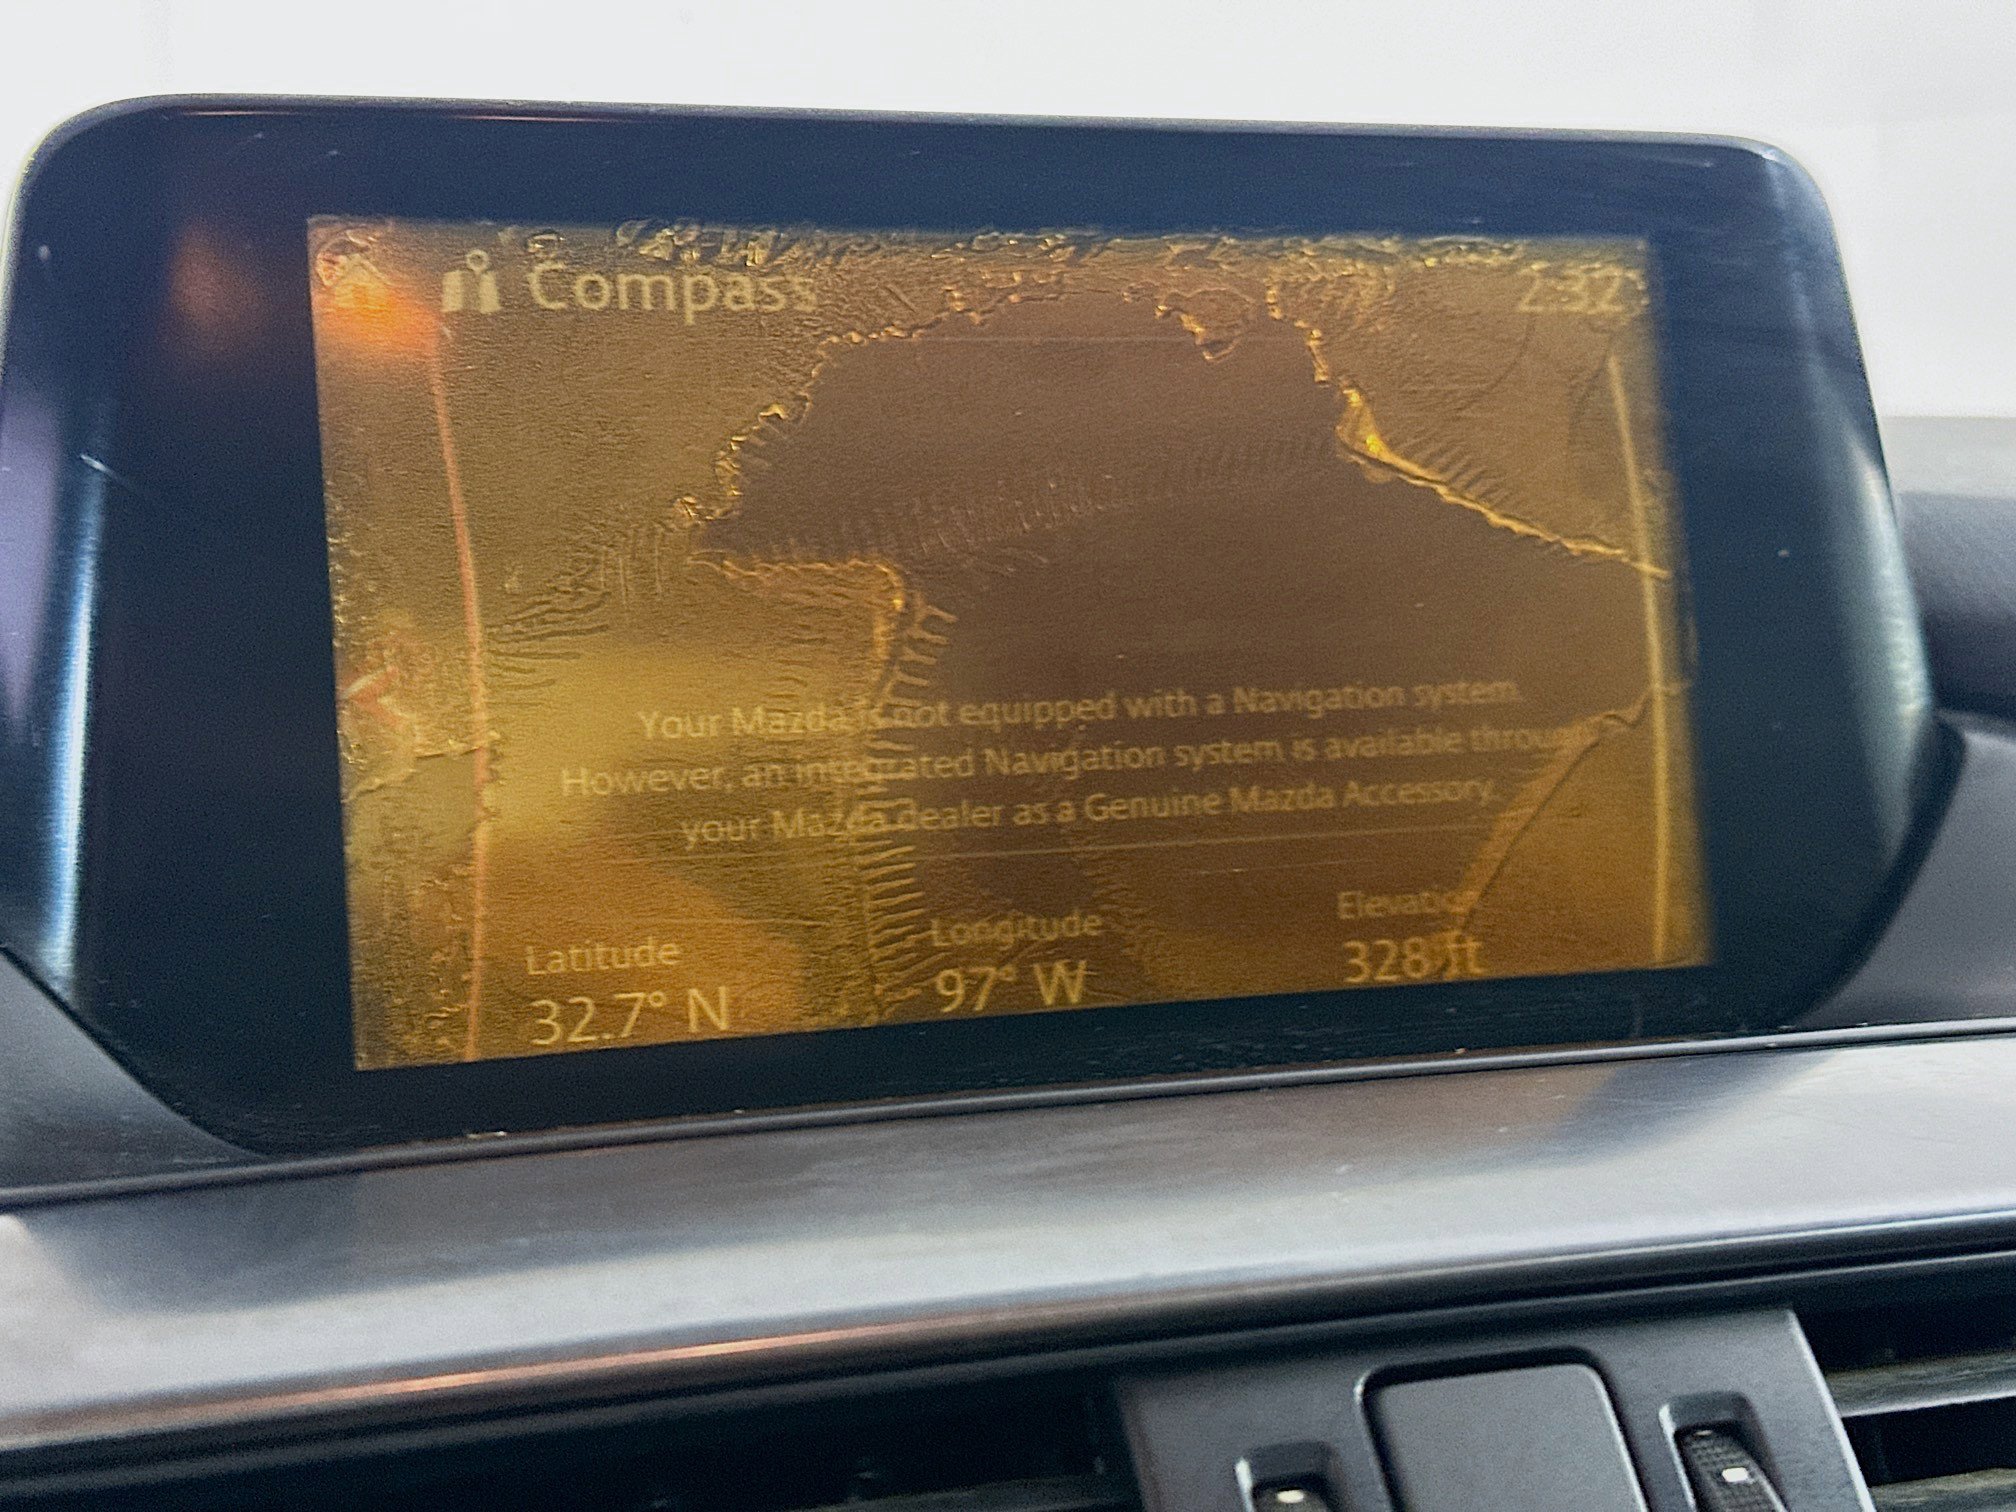 Compass
2:32
Your Mazda is not equipped with a Navigation system.
However, an integrated Navigation system is available through
your Mazda dealer as a Genuine Mazda Accessory.
Latitude Longitude Elevation
32.7° N 97° W 328 ft